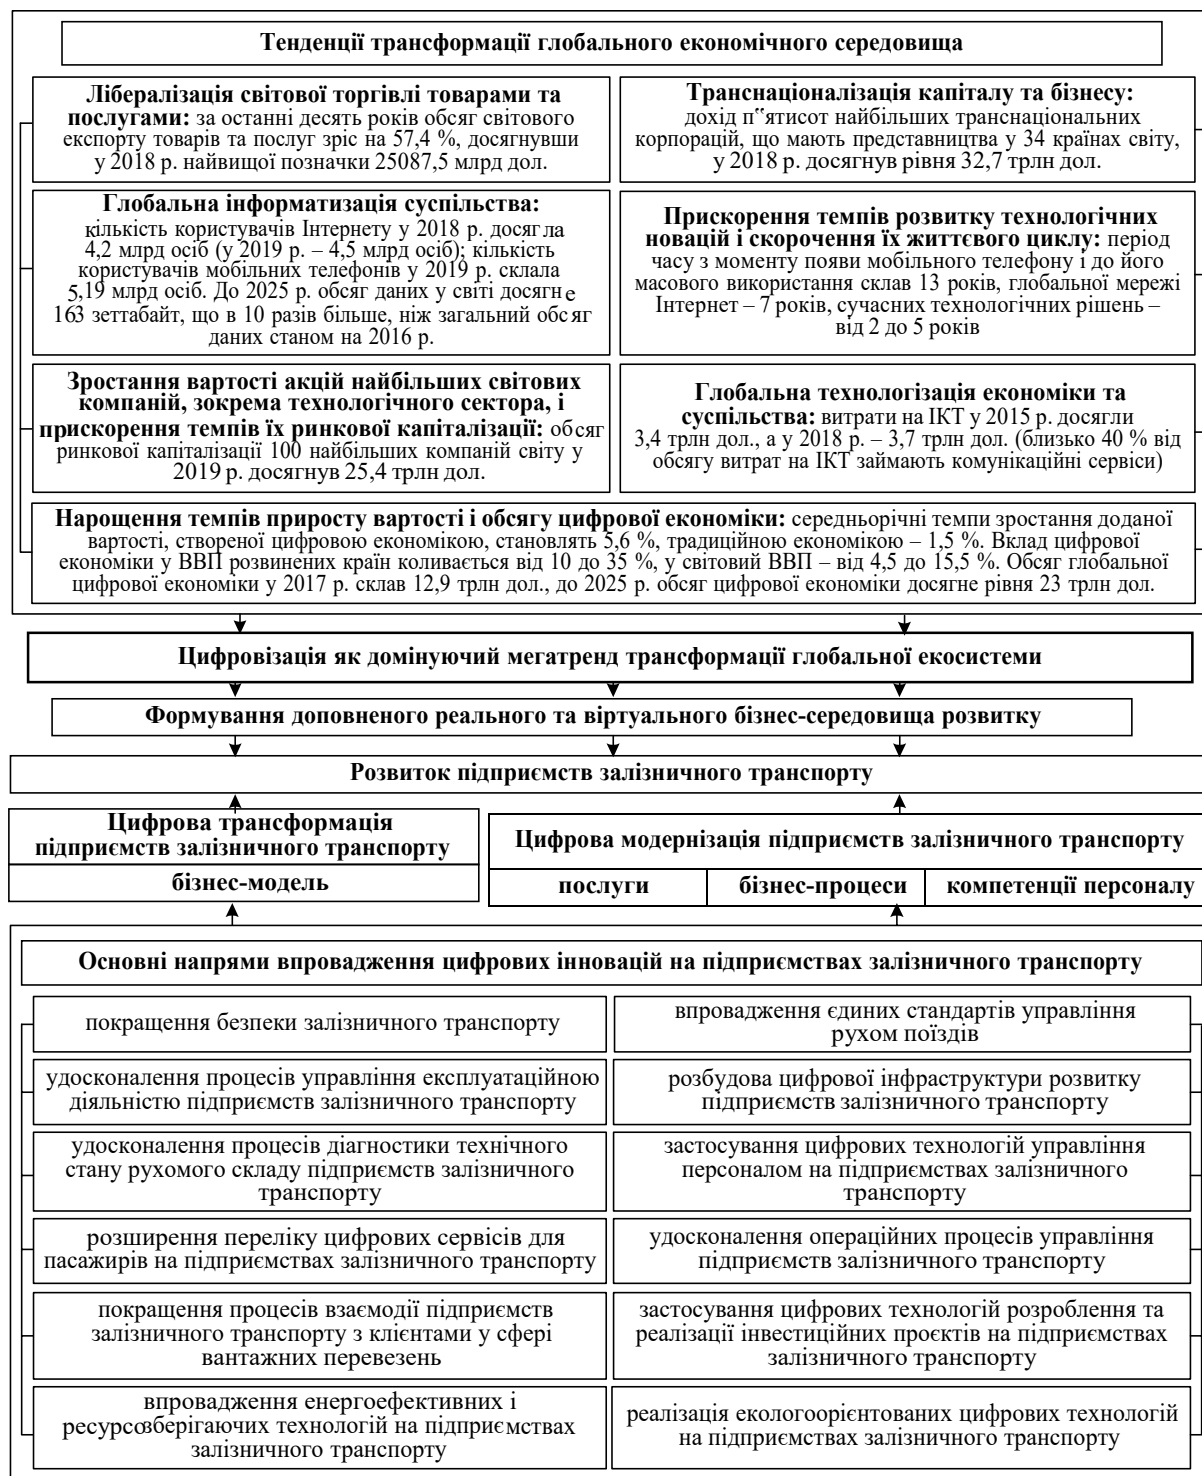 Тенденції трансформації глобального економічного середовища
Лібералізація світової торгівлі товарами та
послугами: за останні десять років обсяг світового
експорту товарів та послуг зріс на 57,4 %, досягнувши
у 2018 р. найвищої позначки 25087,5 млрд дол.
Транснаціоналізація капіталу та бізнесу:
дохід п‟ятисот найбільших транснаціональних
корпорацій, що мають представництва у 34 країнах світу,
у 2018 р. досягнув рівня 32,7 трлн дол.
Глобальна інформатизація суспільства:
кількість користувачів Інтернету у 2018 р. досягла
4,2 млрд осіб (у 2019 р. – 4,5 млрд осіб); кількість
користувачів мобільних телефонів у 2019 р. склала
5,19 млрд осіб. До 2025 р. обсяг даних у світі досягне
163 зеттабайт, що в 10 разів більше, ніж загальний обсяг
даних станом на 2016 р.
Прискорення темпів розвитку технологічних
новацій і скорочення їх життєвого циклу: період
часу з моменту появи мобільного телефону і до його
масового використання склав 13 років, глобальної мережі
Інтернет – 7 років, сучасних технологічних рішень –
від 2 до 5 років
Зростання вартості акцій найбільших світових
компаній, зокрема технологічного сектора, і
прискорення темпів їх ринкової капіталізації: обсяг
ринкової капіталізації 100 найбільших компаній світу у
2019 р. досягнув 25,4 трлн дол.
Глобальна технологізація економіки та
суспільства: витрати на ІКТ у 2015 р. досягли
3,4 трлн дол., а у 2018 р. – 3,7 трлн дол. (близько 40 % від
обсягу витрат на ІКТ займають комунікаційні сервіси)
Нарощення темпів приросту вартості і обсягу цифрової економіки: середньорічні темпи зростання доданої
вартості, створеної цифровою економікою, становлять 5,6 %, традиційною економікою – 1,5 %. Вклад цифрової
економіки у ВВП розвинених країн коливається від 10 до 35 %, у світовий ВВП – від 4,5 до 15,5 %. Обсяг глобальної
цифрової економіки у 2017 р. склав 12,9 трлн дол., до 2025 р. обсяг цифрової економіки досягне рівня 23 трлн дол.
Цифровізація як домінуючий мегатренд трансформації глобальної екосистеми
Формування доповненого реального та віртуального бізнес-середовища розвитку
Розвиток підприємств залізничного транспорту
Цифрова трансформація
підприємств залізничного транспорту
бізнес-модель
Цифрова модернізація підприємств залізничного транспорту
послуги бізнес-процеси компетенції персоналу
Основні напрями впровадження цифрових інновацій на підприємствах залізничного транспорту
покращення безпеки залізничного транспорту
впровадження єдиних стандартів управління
рухом поїздів
удосконалення процесів управління експлуатаційною
діяльністю підприємств залізничного транспорту
розбудова цифрової інфраструктури розвитку
підприємств залізничного транспорту
удосконалення процесів діагностики технічного
стану рухомого складу підприємств залізничного
транспорту
застосування цифрових технологій управління
персоналом на підприємствах залізничного
транспорту
розширення переліку цифрових сервісів для
пасажирів на підприємствах залізничного транспорту
удосконалення операційних процесів управління
підприємств залізничного транспорту
покращення процесів взаємодії підприємств
залізничного транспорту з клієнтами у сфері
вантажних перевезень
застосування цифрових технологій розроблення та
реалізації інвестиційних проєктів на підприємствах
залізничного транспорту
впровадження енергоефективних і
ресурсозберігаючих технологій на підприємствах
залізничного транспорту
реалізація екологоорієнтованих цифрових технологій
на підприємствах залізничного транспорту